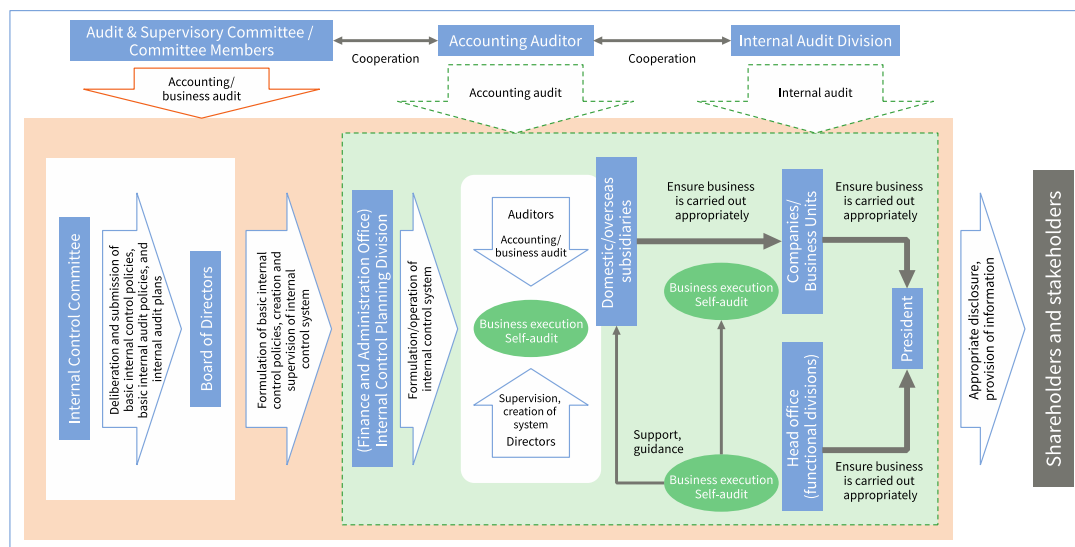 Audit & Supervisory Committee /
Committee Members
Accounting Auditor
Internal Audit Division
Cooperation
Cooperation
Accounting/
business audit
Accounting audit
Internal audit
Internal Control Committee
Deliberation and submission of
basic internal control policies,
basic internal audit policies, and
internal audit plans
Board of Directors
Formulation of basic internal
control policies, creation and
supervision of internal
control system
(Finance and Administration Office)
Internal Control Planning Division
Formulation/operation of
internal control system
Auditors
Accounting/
business audit
Business execution
Self-audit
Supervision,
creation of
system
Directors
Domestic/overseas
subsidiaries
Ensure business
is carried out
appropriately
Business execution
Self-audit
Support,
guidance
Business execution
Self-audit
Companies/
Business Units
Head office
(functional divisions)
Ensure business
is carried out
appropriately
President
Ensure business
is carried out
appropriately
Appropriate disclosure,
provision of information
Shareholders and stakeholders